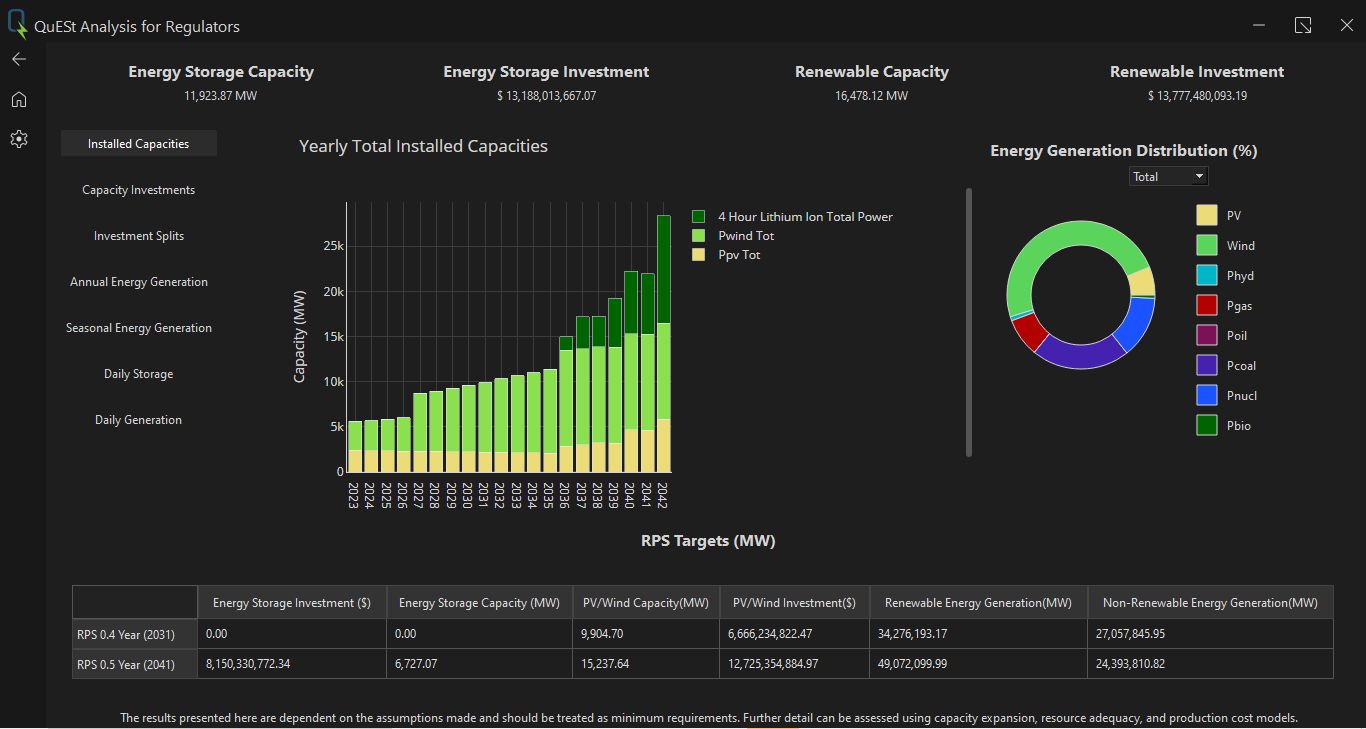 QuESt Analysis for Regulators
Energy Storage Capacity
11,923.87 MW
Energy Storage Investment
$ 13,188,013,667.07
Renewable Capacity
16,478.12 MW
Renewable Investment
$ 13,777,480,093.19
Installed Capacities
Capacity Investments
Investment Splits
Annual Energy Generation
Seasonal Energy Generation
Daily Storage
Daily Generation
Yearly Total Installed Capacities
Capacity (MW)
25k
20k
15k
10k
5k
0
2023
2024
2025
2026
2027
2028
2029
2030
2031
2032
2033
2034
2035
2036
2037
2038
2039
2040
2041
2042
4 Hour Lithium Ion Total Power
Pwind Tot
Ppv Tot
Energy Generation Distribution (%)
Total
PV
Wind
Phyd
Pgas
Poil
Pcoal
Pnucl
Pbio
RPS Targets (MW)
Energy Storage Investment ($) Energy Storage Capacity (MW) PV/Wind Capacity(MW) PV/Wind Investment($) Renewable Energy Generation(MW) Non-Renewable Energy Generation(MW)
RPS 0.4 Year (2031) 0.00 0.00 9,904.70 6,666,234,822.47 34,276,193.17 27,057,845.95
RPS 0.5 Year (2041) 8,150,330,772.34 6,727.07 15,237.64 12,725,354,884.97 49,072,099.99 24,393,810.82
The results presented here are dependent on the assumptions made and should be treated as minimum requirements. Further detail can be assessed using capacity expansion, resource adequacy, and production cost models.